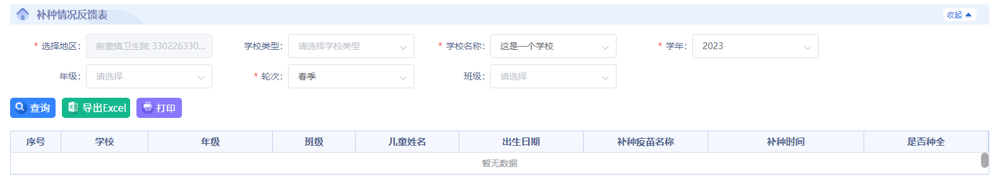 补种情况反馈表 收起
* 选择地区： 前童镇卫生院 330226330... 学校类型： 请选择学校类型 * 学校名称： 这是一个学校 * 学年： 2023
年级： 请选择 * 轮次： 春季 班级： 请选择
查询 导出Excel 打印
序号 学校 年级 班级 儿童姓名 出生日期 补种疫苗名称 补种时间 是否种全
暂无数据